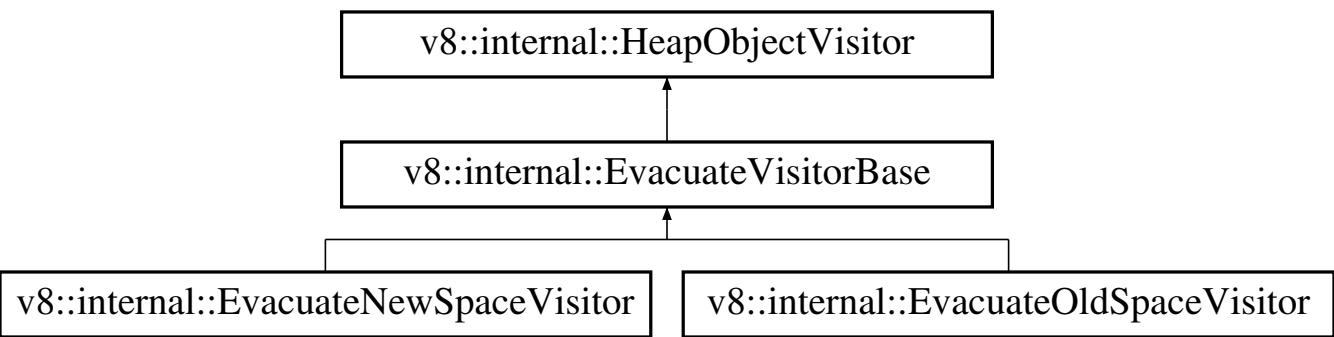 v8::internal::HeapObjectVisitor
v8::internal::EvacuateVisitorBase
v8::internal::EvacuateNewSpaceVisitor
v8::internal::EvacuateOldSpaceVisitor